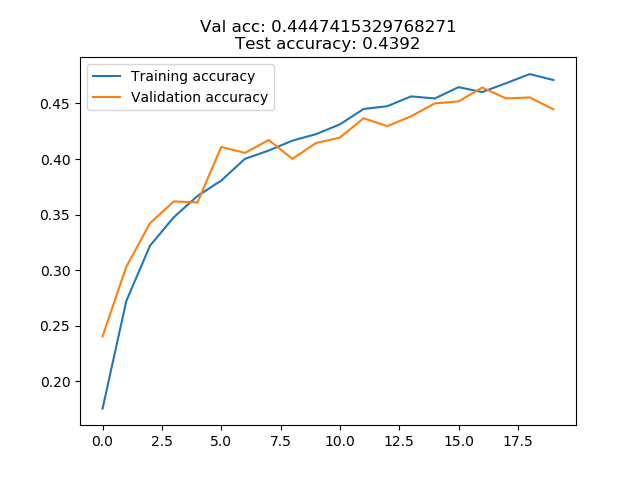 Val acc: 0.4447415329768271
Test accuracy: 0.4392
Training accuracy
Validation accuracy
0.45
0.40
0.35
0.30
0.25
0.20
0.0 2.5 5.0 7.5 10.0 12.5 15.0 17.5